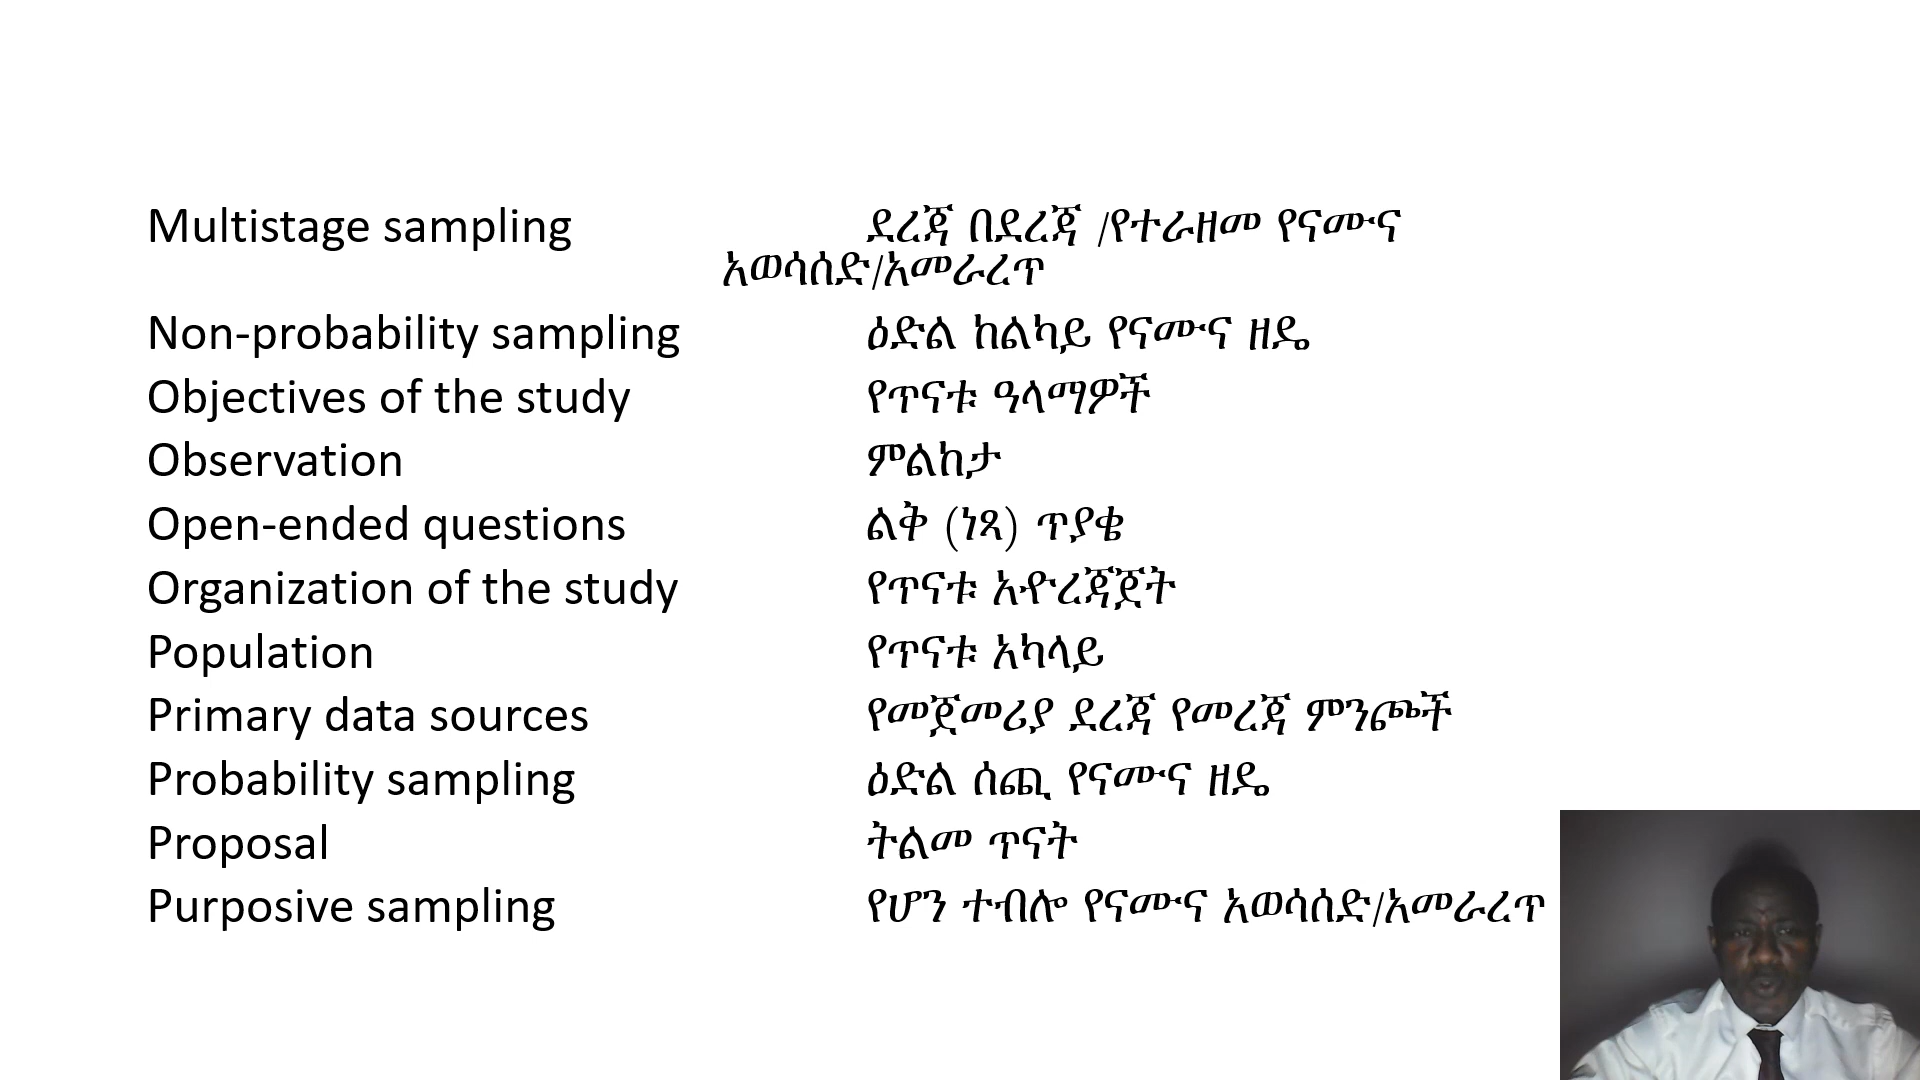 Multistage sampling ደረጃ በደረጃ /የተራዘመ የናሙና
አወሳሰድ/አመራረጥ
Non-probability sampling ዕድል ከልካይ የናሙና ዘዴ
Objectives of the study የጥናቱ ዓላማዎች
Observation ምልከታ
Open-ended questions ልቅ (ነጻ) ጥያቄ
Organization of the study የጥናቱ አዮረጃጀት
Population የጥናቱ አካላይ
Primary data sources የመጀመሪያ ደረጃ የመረጃ ምንጮች
Probability sampling ዕድል ሰጪ የናሙና ዘዴ
Proposal ትልመ ጥናት
Purposive sampling የሆን ተብሎ የናሙና አወሳሰድ/አመራረጥ